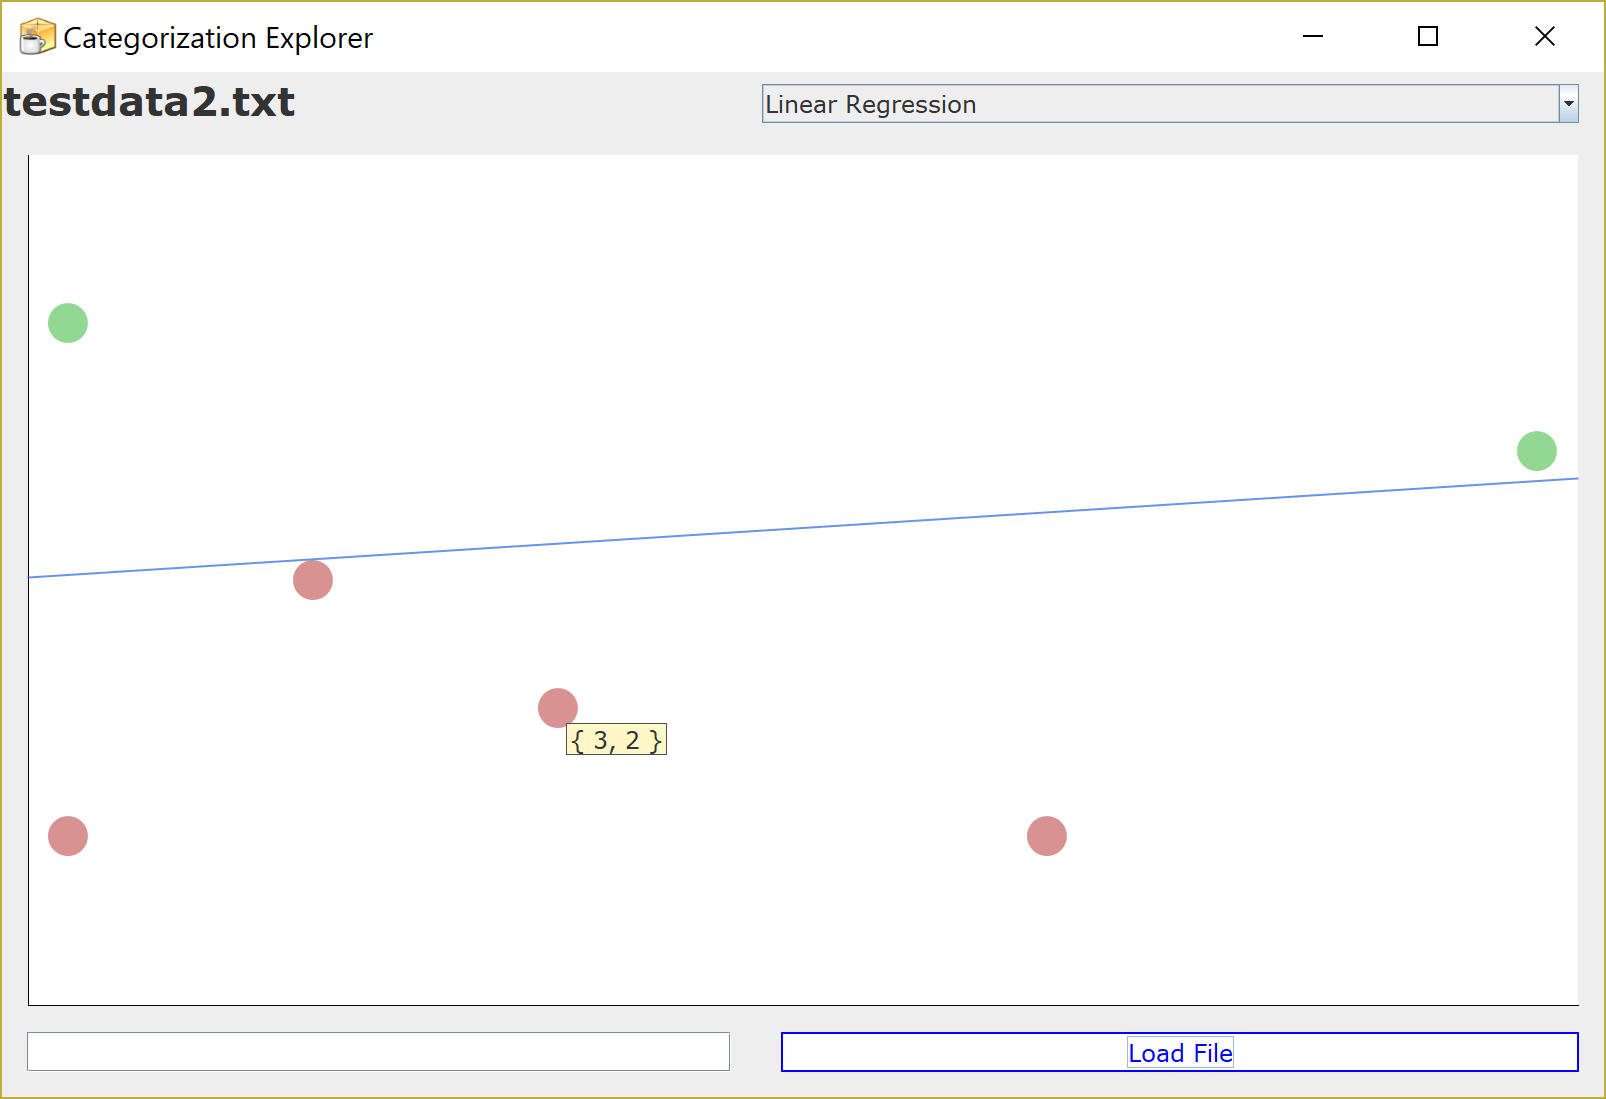 Categorization Explorer
testdata2.txt
Linear Regression
{ 3, 2 }
Load File